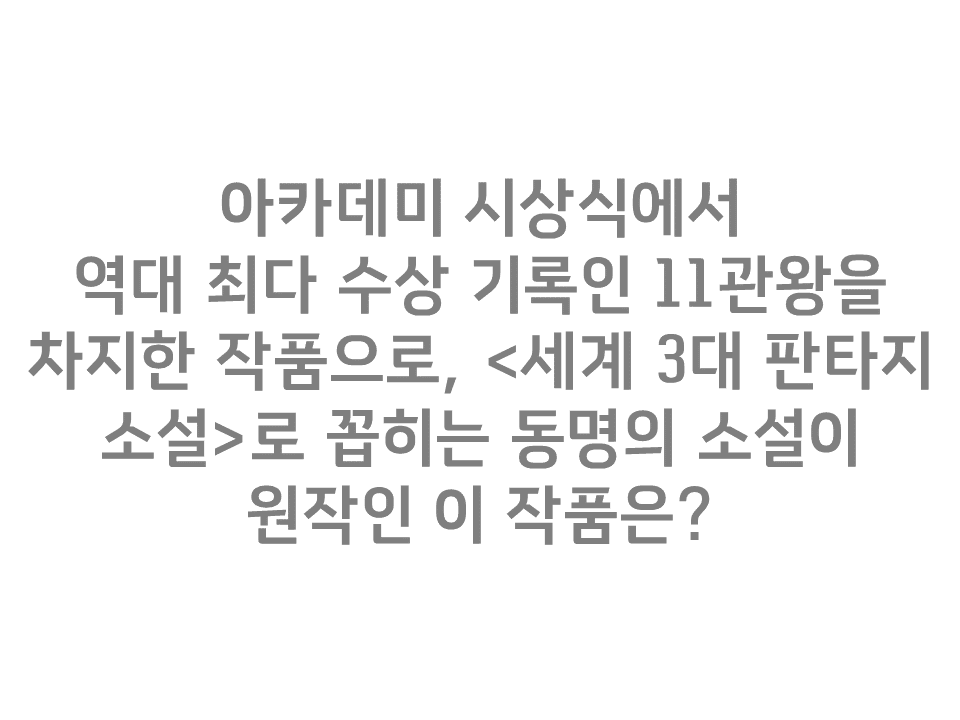 아카데미 시상식에서
역대 최다 수상 기록인 11관왕을
차지한 작품으로, <세계 3대 판타지
소설>로 꼽히는 동명의 소설이
원작인 이 작품은?